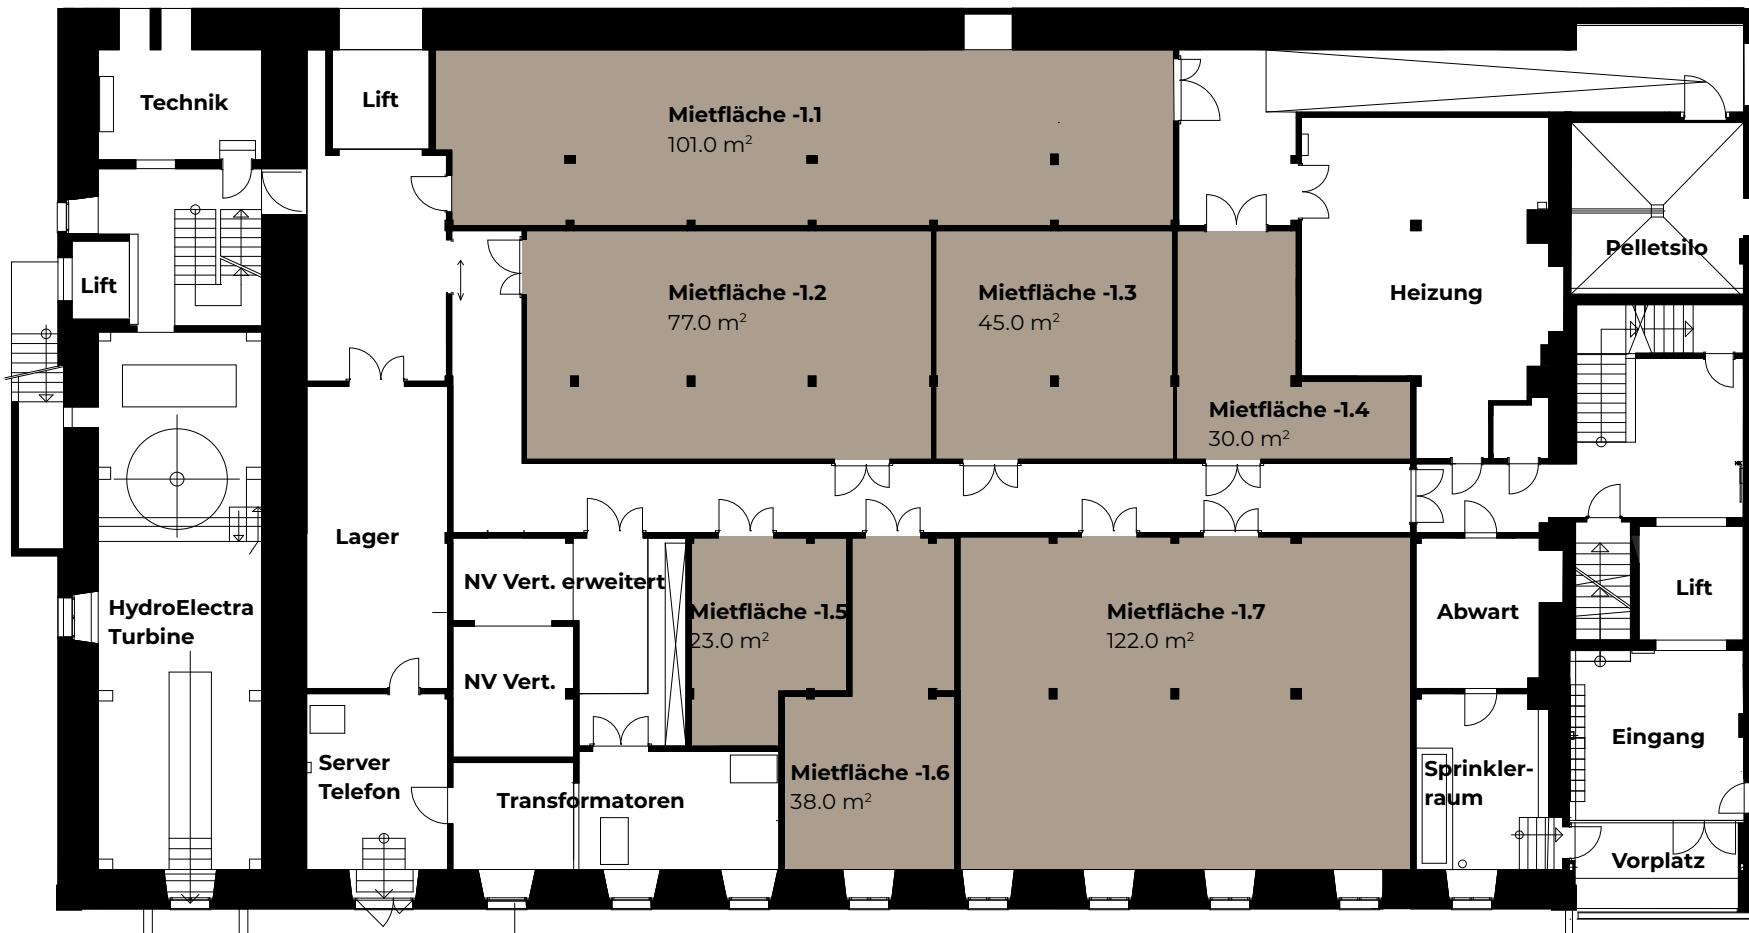 Technik
Lift
Mietfläche -1.1
101.0 m²
Pelletsilo
Lift
Mietfläche -1.2
77.0 m²
Mietfläche -1.3
45.0 m²
Heizung
Mietfläche -1.4
30.0 m²
Lager
NV Vert. erweitert
HydroElectra
Turbine
Mietfläche -1.5
23.0 m²
Mietfläche -1.7
122.0 m²
Abwart
Lift
NV Vert.
Server
Telefon
Transformatoren
Mietfläche -1.6
38.0 m²
Sprinkler-
raum
Eingang
Vorplatz